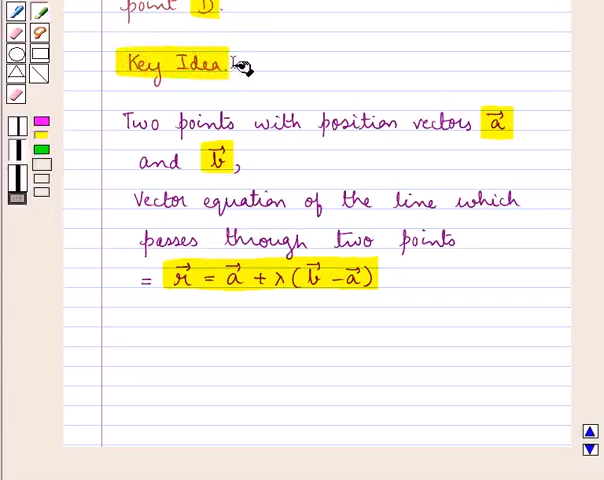 point D.
Key Idea.
Two points with position vectors a⃗
and b⃗,
Vector equation of the line which
passes through two points
= r⃗ = a⃗ + λ(b⃗ - a⃗)